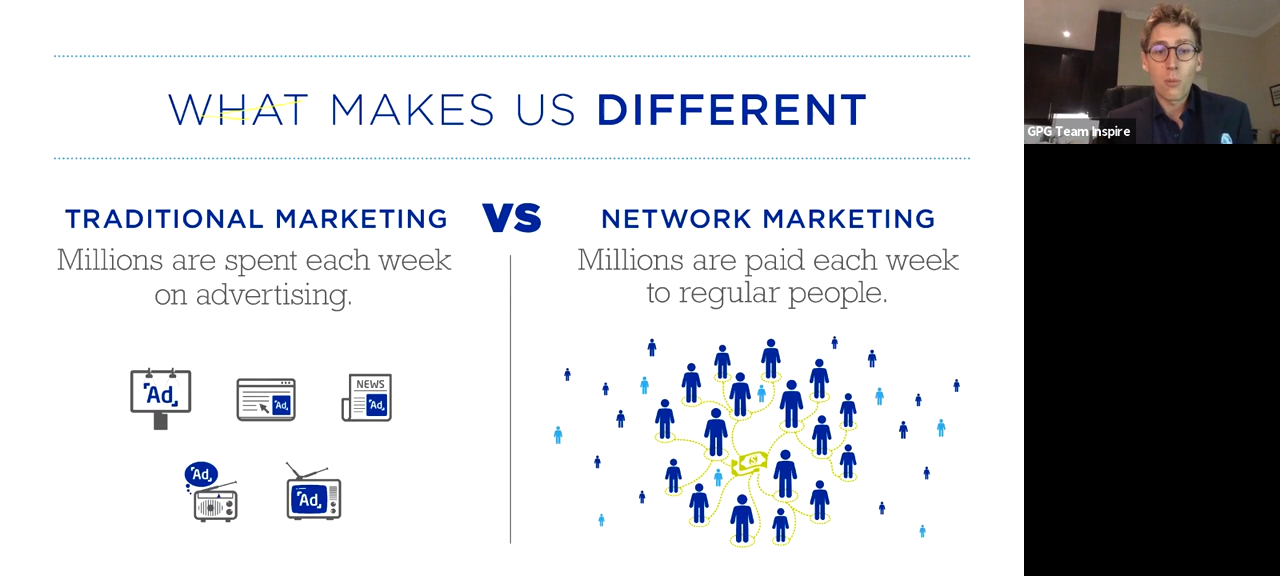 WHAT MAKES US DIFFERENT
TRADITIONAL MARKETING VS NETWORK MARKETING
Millions are spent each week
on advertising.
Millions are paid each week
to regular people.
Ad
Ad
NEWS
Ad
Ad
Ad
$
GPG Team Inspire